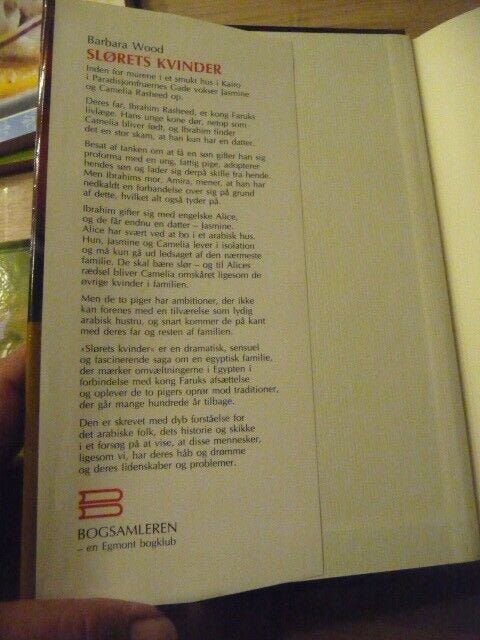 Barbara Wood
SLØRETS KVINDER
Inden for murene i et smukt hus i Kairo
i Paradisjomfruernes Gade vokser Jasmine
og Camelia Rasheed op.
Deres far, Ibrahim Rasheed, er kong Faruks
livlæge. Hans unge kone dør, netop som
Camelia bliver født, og Ibrahim finder
det en stor skam, at han kun har en datter.
Besat af tanken om at få en søn gifter han sig
proforma med en ung, fattig pige, adopterer
hendes søn og lader sig derpå skille fra hende.
Men Ibrahims mor, Amira, mener, at han har
nedkaldt en forbandelse over sig på grund
af dette, hvilket alt også tyder på.
Ibrahim gifter sig med engelske Alice,
og de får endnu en datter – Jasmine.
Alice har svært ved at bo i et arabisk hus.
Hun, Jasmine og Camelia lever i isolation
og må kun gå ud ledsaget af den nærmeste
familie. De skal bære slør – og til Alices
rædsel bliver Camelia omskåret ligesom de
øvrige kvinder i familien.
Men de to piger har ambitioner, der ikke
kan forenes med en tilværelse som lydig
arabisk hustru, og snart kommer de på kant
med deres far og resten af familien.
»Slørets kvinder« er en dramatisk, sensuel
og fascinerende saga om en egyptisk familie,
der mærker omvæltningerne i Egypten i
forbindelse med kong Faruks afsættelse
og oplever de to pigers oprør mod traditioner,
der går mange hundrede år tilbage.
Den er skrevet med dyb forståelse for
det arabiske folk, dets historie og skikke
i et forsøg på at vise, at disse mennesker,
ligesom vi, har deres håb og drømme
og deres lidenskaber og problemer.
BOGSAMLEREN
– en Egmont bogklub